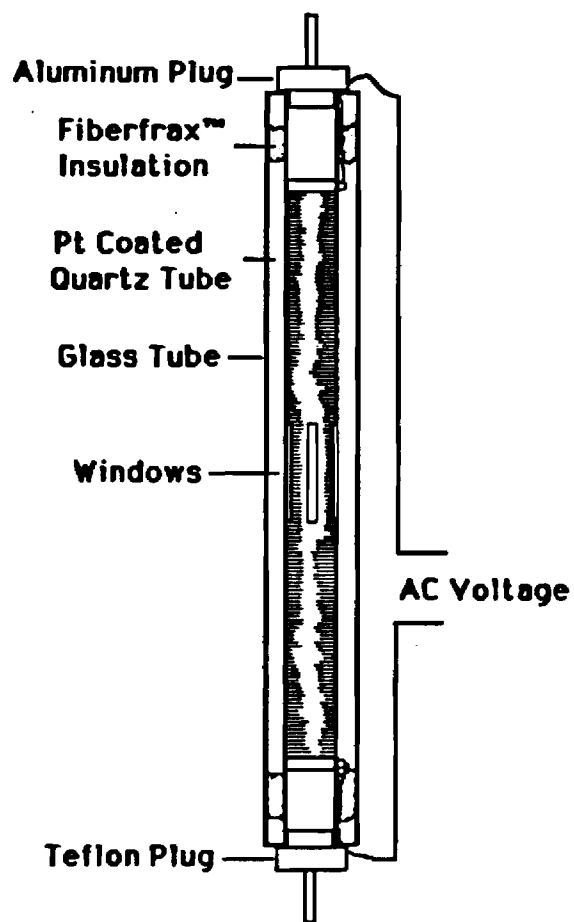 Aluminum Plug
Fiberfrax™
Insulation
Pt Coated
Quartz Tube
Glass Tube
Windows
AC Voltage
Teflon Plug